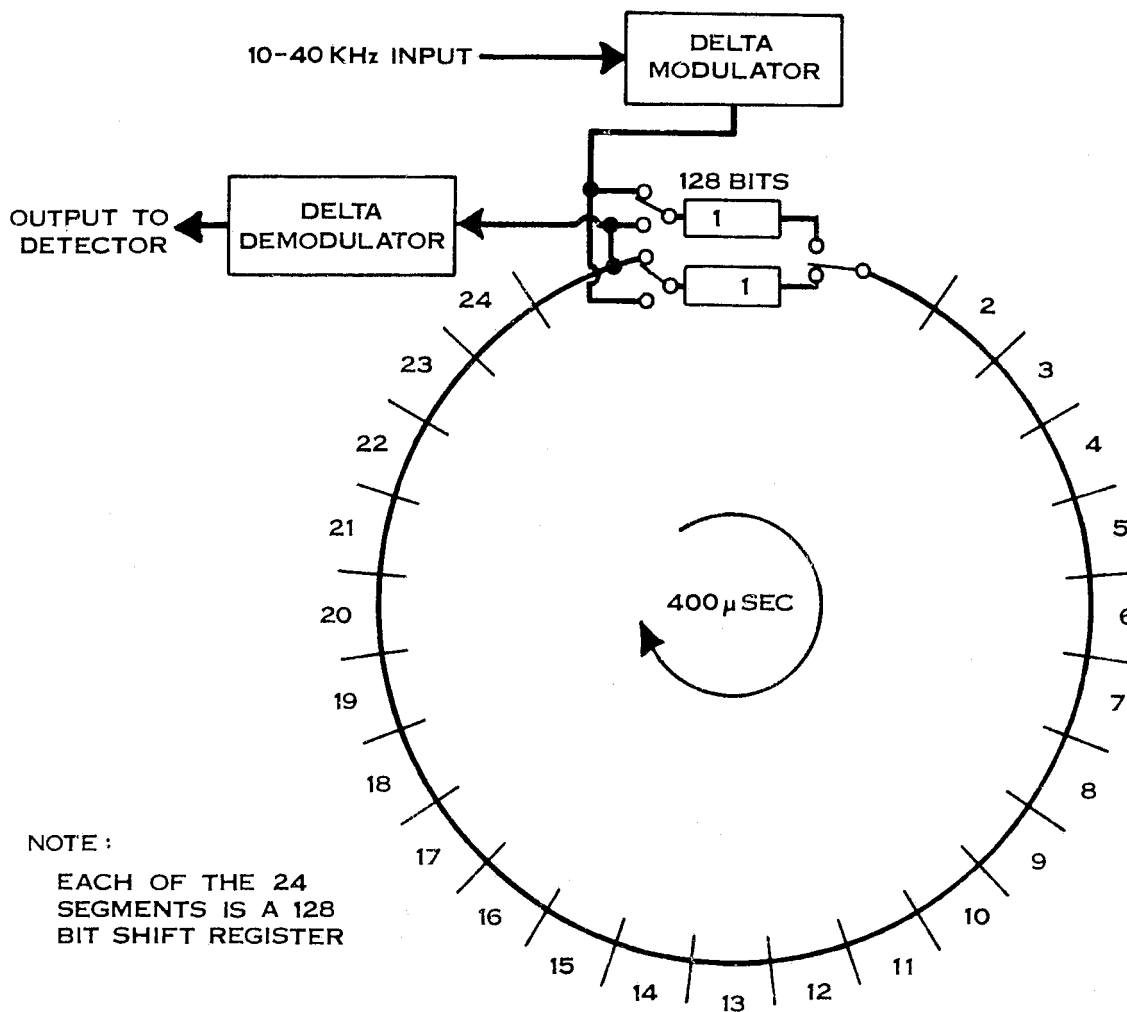 10-40 KHz INPUT
DELTA
MODULATOR
128 BITS
1
1
OUTPUT TO
DETECTOR
DELTA
DEMODULATOR
24
2
23
3
22
4
21
5
20
6
19
7
18
8
17
9
16
10
15
11
14
12
13
400 μ SEC
NOTE :
EACH OF THE 24
SEGMENTS IS A 128
BIT SHIFT REGISTER